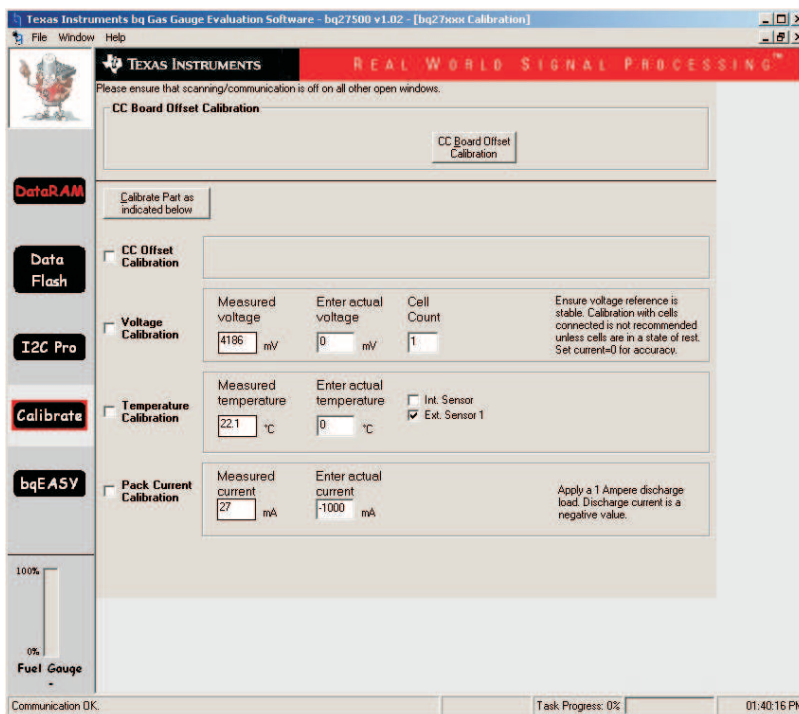 Texas Instruments bq Gas Gauge Evaluation Software - bq27500 v1.02 - [bq27xxx Calibration]
File Window Help
TEXAS INSTRUMENTS
REAL WORLD SIGNAL PROCESSING™
Please ensure that scanning/communication is off on all other open windows.
CC Board Offset Calibration
CC Board Offset
Calibration
DataRAM
Data
Flash
I2C Pro
Calibrate
bqEASY
Calibrate Part as
indicated below
CC Offset
Calibration
Voltage
Calibration
Measured
voltage
4186 mV
Enter actual
voltage
0 mV
Cell
Count
1
Ensure voltage reference is
stable. Calibration with cells
connected is not recommended
unless cells are in a state of rest.
Set current=0 for accuracy.
Temperature
Calibration
Measured
temperature
22.1 °C
Enter actual
temperature
0 °C
Int. Sensor
Ext. Sensor 1
Pack Current
Calibration
Measured
current
27 mA
Enter actual
current
-1000 mA
Apply a 1 Ampere discharge
load. Discharge current is a
negative value.
100%
0%
Fuel Gauge
-
Communication OK.
Task Progress: 0%
01:40:16 PM